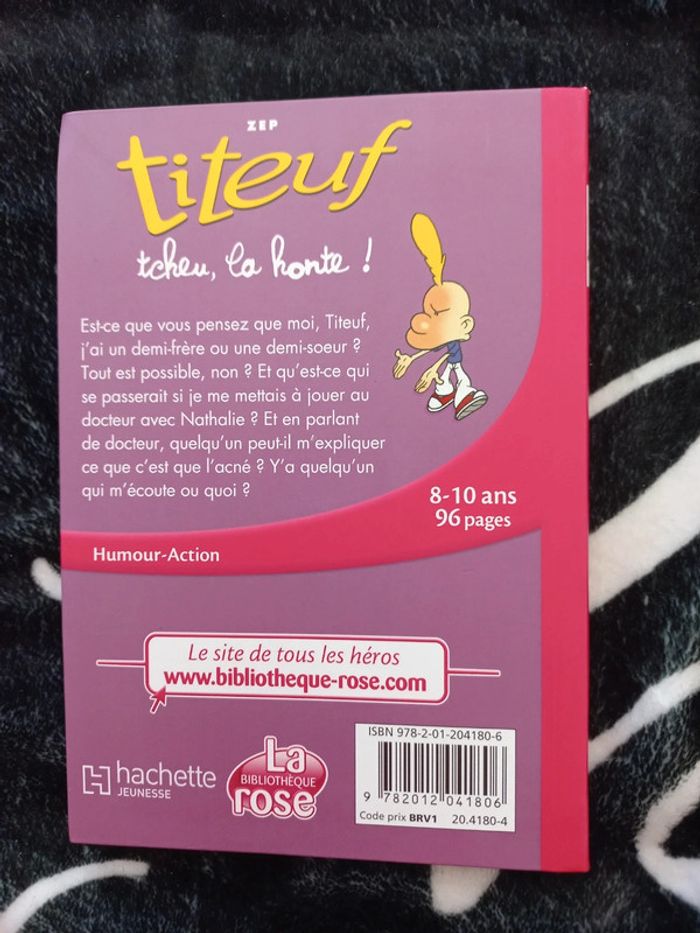 ZEP
titeuf
tcheu, la honte !
Est-ce que vous pensez que moi, Titeuf,
j'ai un demi-frère ou une demi-soeur ?
Tout est possible, non ? Et qu'est-ce qui
se passerait si je me mettais à jouer au
docteur avec Nathalie ? Et en parlant
de docteur, quelqu'un peut-il m'expliquer
ce que c'est que l'acné ? Y'a quelqu'un
qui m'écoute ou quoi ?
8-10 ans
96 pages
Humour-Action
Le site de tous les héros
www.bibliotheque-rose.com
hachette
JEUNESSE
La
BIBLIOTHÈQUE
rose
ISBN 978-2-01-204180-6
9 782012 041806
Code prix BRV1 20.4180-4